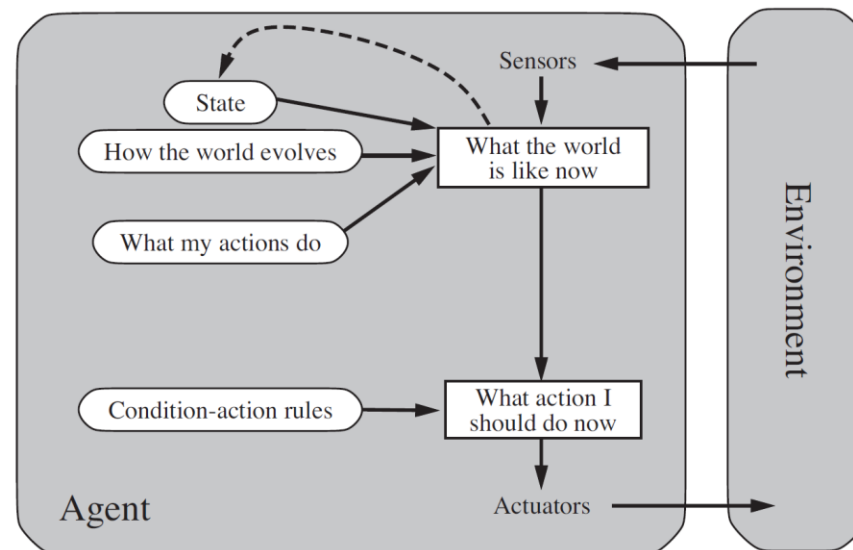 Sensors
State
What the world
is like now
How the world evolves
What my actions do
Environment
Condition-action rules
What action I
should do now
Agent
Actuators